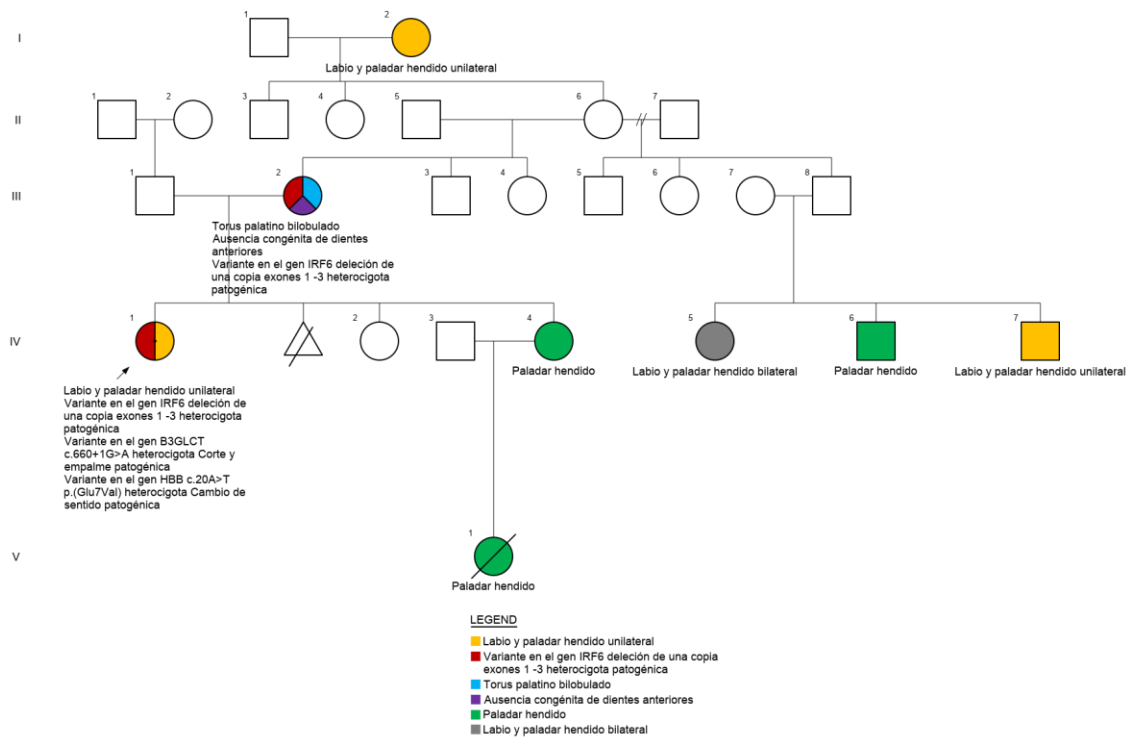 1
2
I
Labio y paladar hendido unilateral
1
2
3
4
5
6
7
II
1
2
3
4
5
6
7
8
III
Torus palatino bilobulado
Ausencia congénita de dientes
anteriores
Variante en el gen IRF6 deleción de
una copia exones 1 -3 heterocigota
patogénica
1
2
3
4
5
6
7
IV
Paladar hendido
Labio y paladar hendido bilateral
Paladar hendido
Labio y paladar hendido unilateral
Labio y paladar hendido unilateral
Variante en el gen IRF6 deleción de
una copia exones 1 -3 heterocigota
patogénica
Variante en el gen B3GLCT
c.660+1G>A heterocigota Corte y
empalme patogénica
Variante en el gen HBB c.20A>T
p.(Glu7Val) heterocigota Cambio de
sentido patogénica
1
V
Paladar hendido
LEGEND
Labio y paladar hendido unilateral
Variante en el gen IRF6 deleción de una copia
exones 1 -3 heterocigota patogénica
Torus palatino bilobulado
Ausencia congénita de dientes anteriores
Paladar hendido
Labio y paladar hendido bilateral